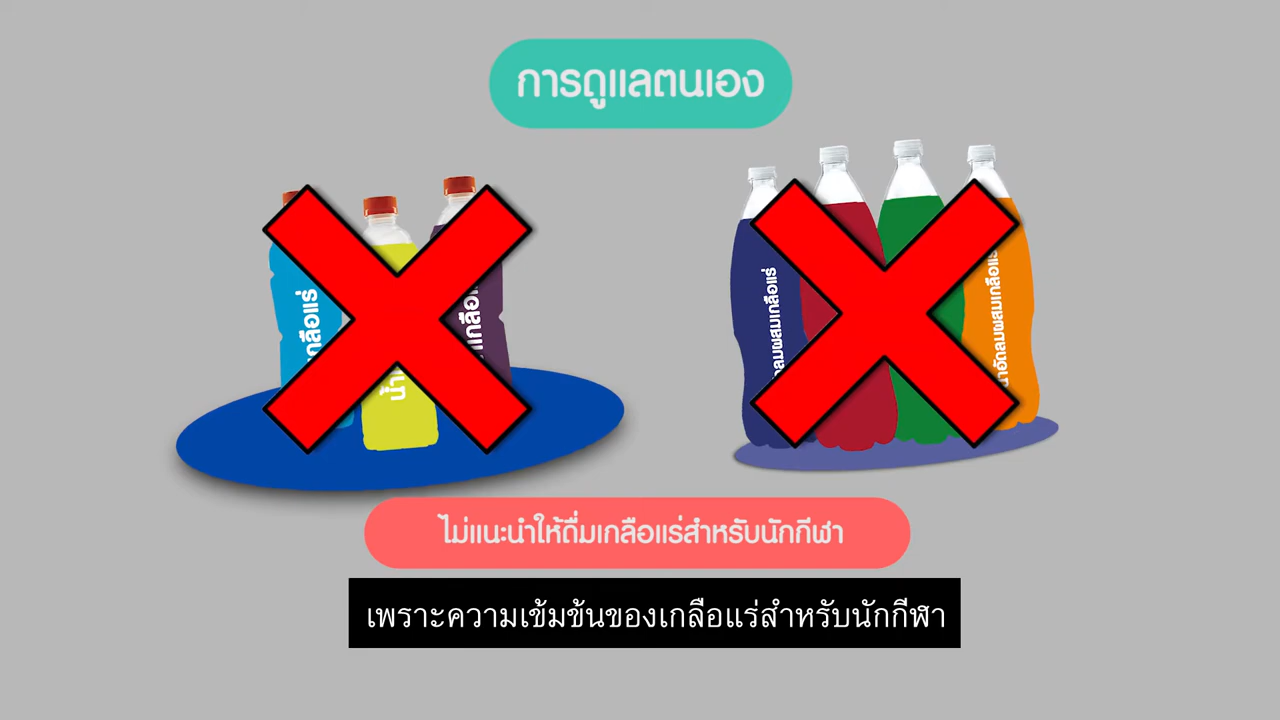 การดูแลตนเอง
ไม่แนะนำให้ดื่มเกลือแร่สำหรับนักกีฬา
เพราะความเข้มข้นของเกลือแร่สำหรับนักกีฬา